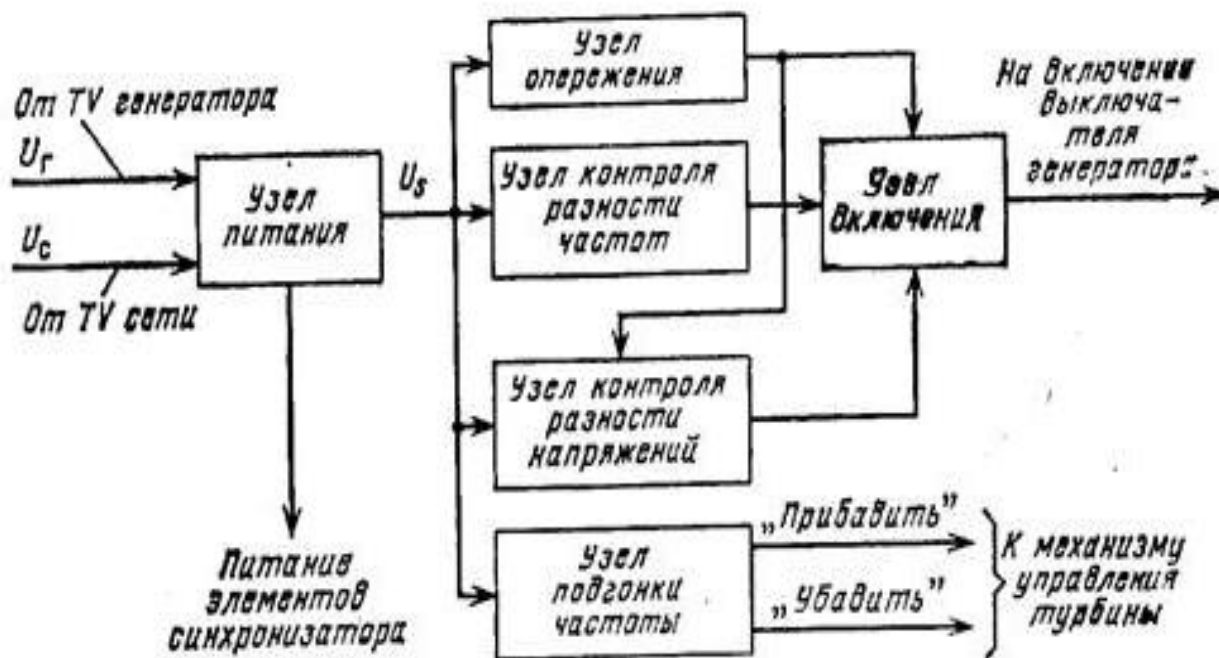 От TV генератора
Uг
Uс
От TV сети
Узел
питания
Us
Питание
элементов
синхронизатора
Узел
опережения
Узел контроля
разности
частот
Узел контроля
разности
напряжений
Узел
подгонки
частоты
Узел
включения
На включение
выключа-
теля
генератора
„Прибавить”
„Убавить”
К механизму
управления
турбины